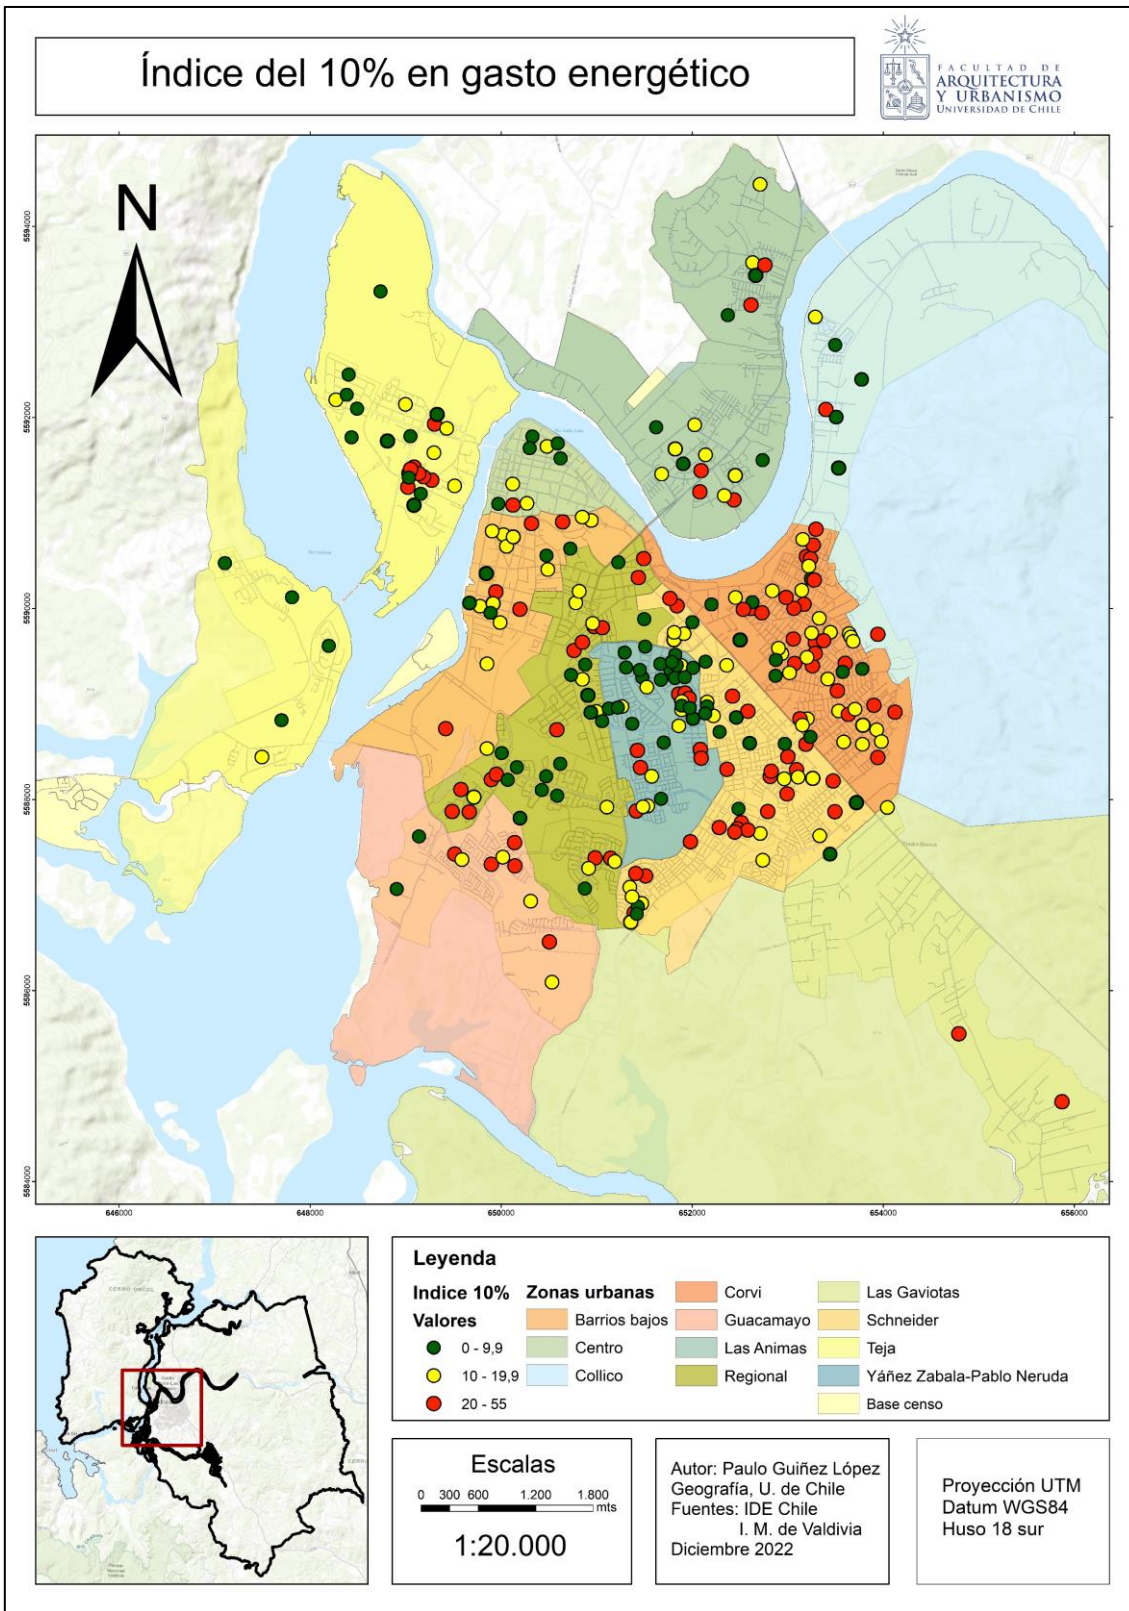 Índice del 10% en gasto energético
FACULTAD DE
ARQUITECTURA
Y URBANISMO
UNIVERSIDAD DE CHILE
N
5594000
5592000
5590000
5588000
5586000
5584000
646000
648000
650000
652000
654000
656000
Leyenda
Indice 10%
Valores
0 - 9,9
10 - 19,9
20 - 55
Zonas urbanas
Barrios bajos
Centro
Collico
Corvi
Guacamayo
Las Animas
Regional
Las Gaviotas
Schneider
Teja
Yáñez Zabala-Pablo Neruda
Base censo
Escalas
0 300 600 1.200 1.800
mts
1:20.000
Autor: Paulo Guiñez López
Geografía, U. de Chile
Fuentes: IDE Chile
I. M. de Valdivia
Diciembre 2022
Proyección UTM
Datum WGS84
Huso 18 sur